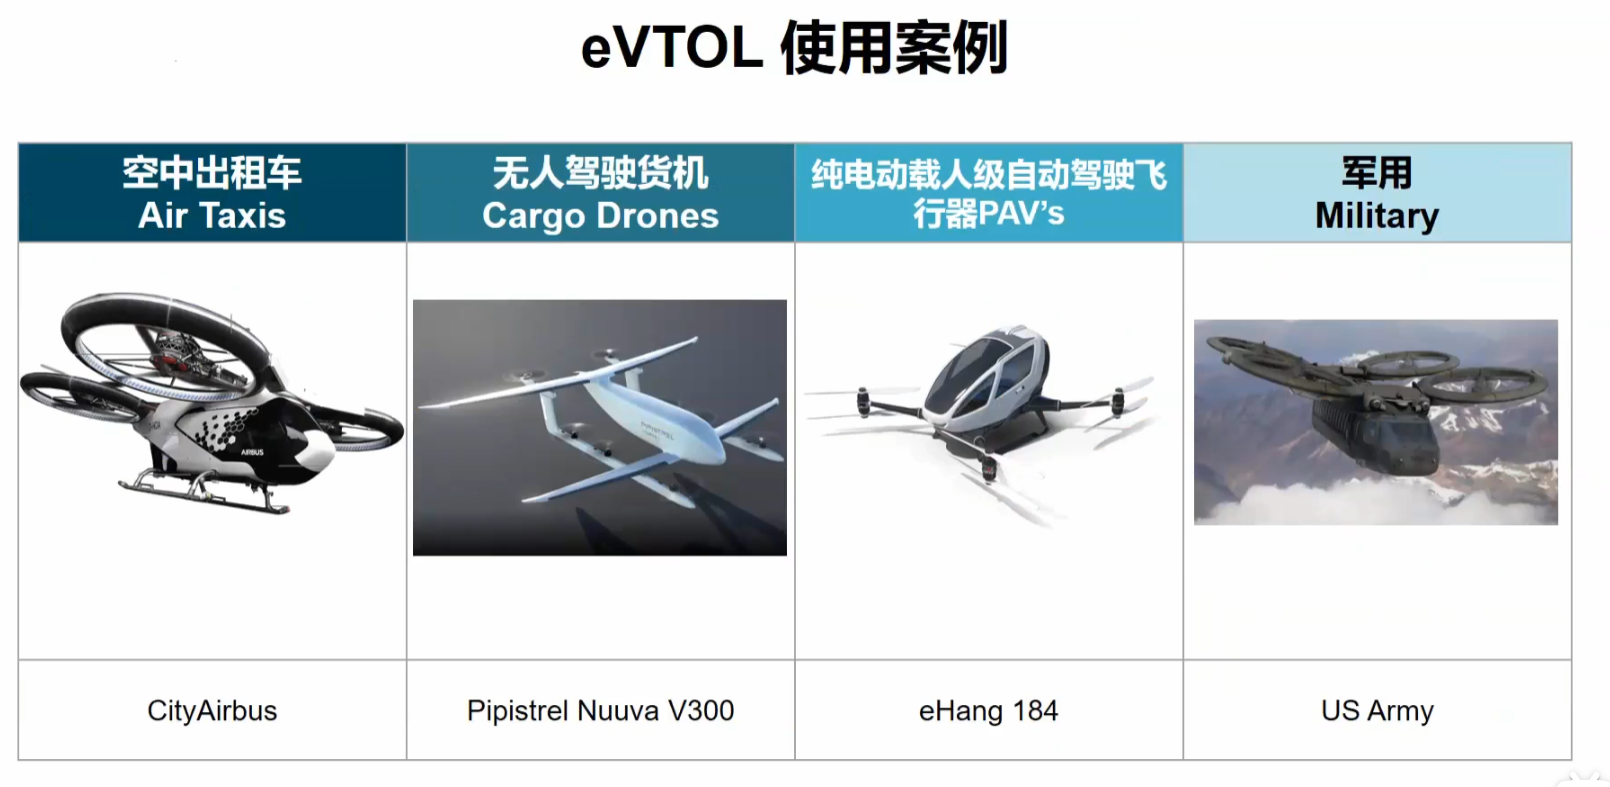 eVTOL 使用案例
空中出租车
Air Taxis
无人驾驶货机
Cargo Drones
纯电动载人级自动驾驶飞
行器PAV’s
军用
Military
AIRBUS
PIPISTREL
CityAirbus
Pipistrel Nuuva V300
eHang 184
US Army